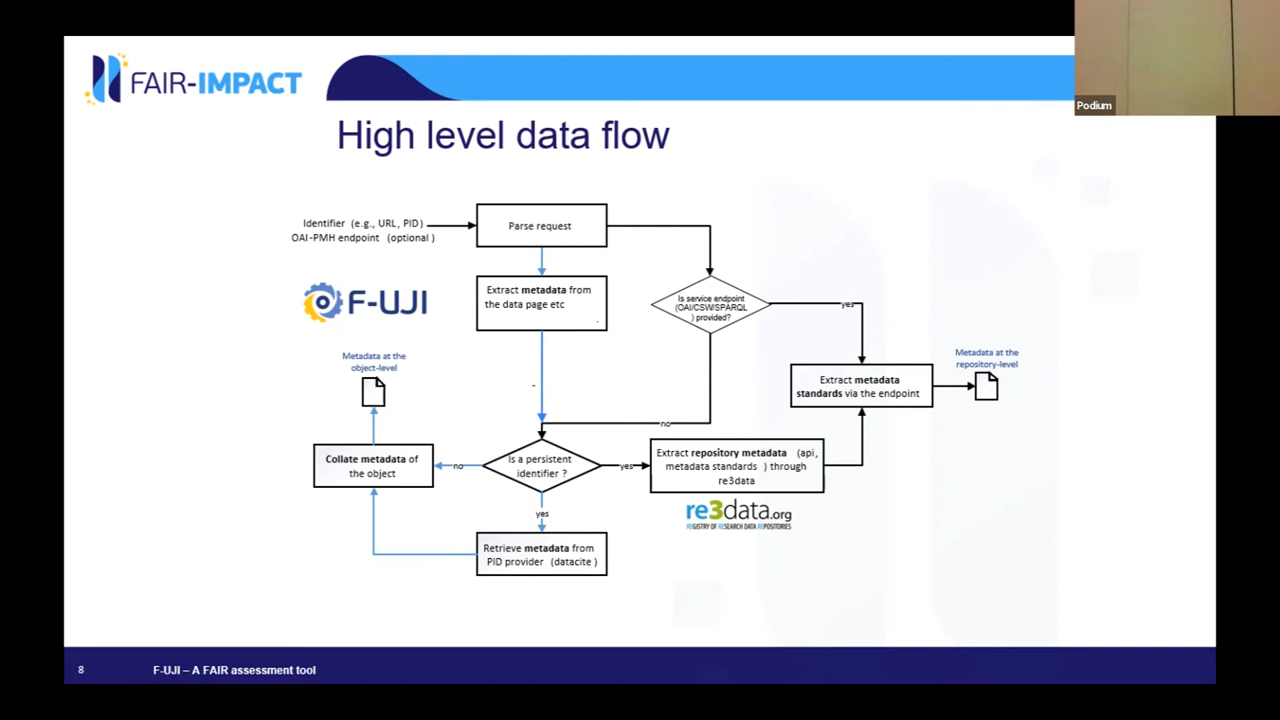 FAIR-IMPACT
Podium
High level data flow
Identifier (e.g., URL, PID)
OAI-PMH endpoint (optional )
Parse request
Extract metadata from
the data page etc
F-UJI
Is service endpoint
(OAI/CSW/SPARQL
) provided?
yes
Metadata at the
object-level
Metadata at the
repository-level
Extract metadata
standards via the endpoint
no
Collate metadata of
the object
no
Is a persistent
identifier ?
yes
Extract repository metadata (api,
metadata standards ) through
re3data
yes
re3data.org
REGISTRY OF RESEARCH DATA REPOSITORIES
Retrieve metadata from
PID provider (datacite )
8
F-UJI – A FAIR assessment tool